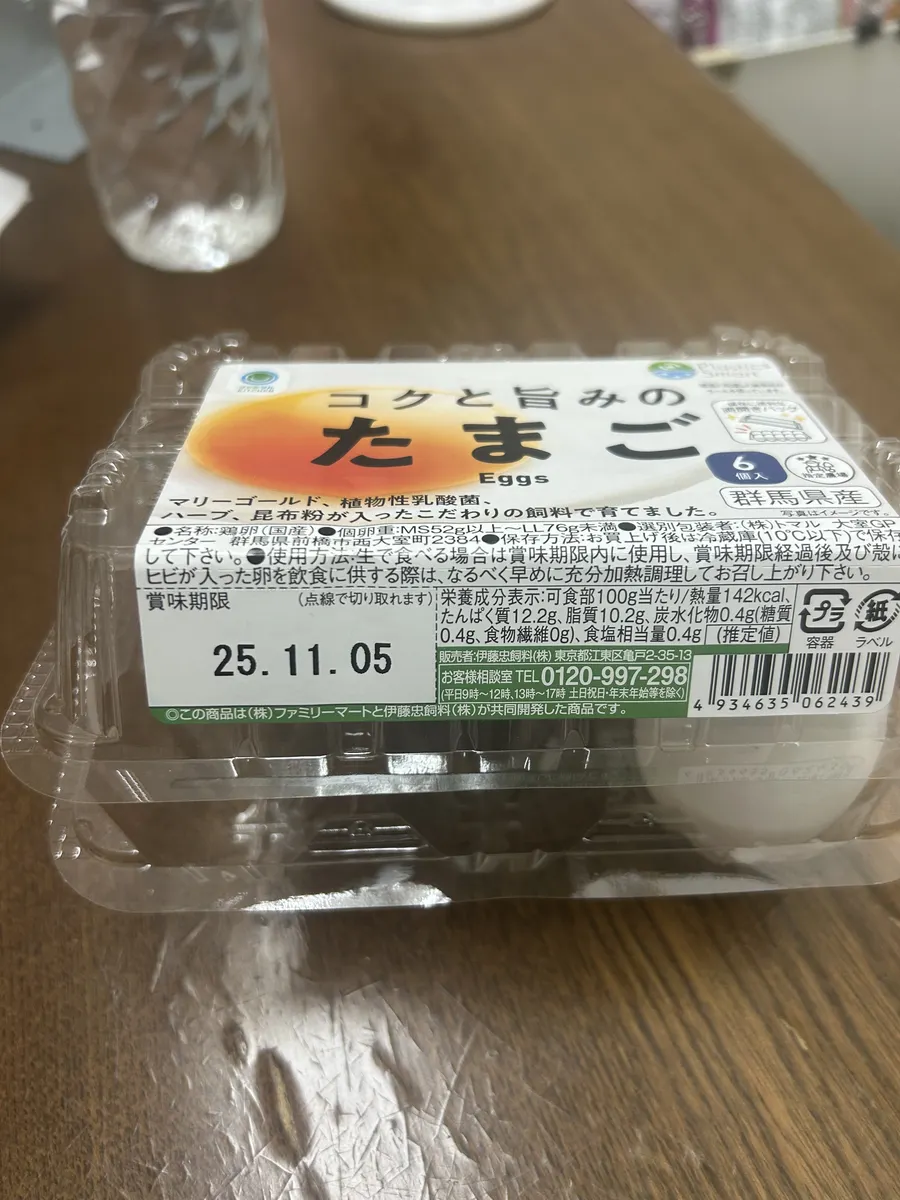 コクと旨みの
たまご
Eggs
6
個入
群馬県産
写真はイメージです。
マリーゴールド、植物性乳酸菌、
ハーブ、昆布粉が入ったこだわりの飼料で育てました。
●名称:鶏卵(国産)●個卵重:MS52g以上～LL76g未満●選別包装者:(株)トマル 大室GP
センター 群馬県前橋市西大室町2384●保存方法:お買上げ後は冷蔵庫(10℃以下)で保存
して下さい。●使用方法:生で食べる場合は賞味期限内に使用し、賞味期限経過後及び殻に
ヒビが入った卵を飲食に供する際は、なるべく早めに充分加熱調理してお召し上がり下さい。
賞味期限 (点線で切り取れます)
25.11.05
栄養成分表示:可食部100g当たり/熱量142kcal、
たんぱく質12.2g、脂質10.2g、炭水化物0.4g(糖質
0.4g、食物繊維0g)、食塩相当量0.4g (推定値)
プラ
容器
紙
ラベル
販売者:伊藤忠飼料(株) 東京都江東区亀戸2-35-13
お客様相談室 TEL 0120-997-298
(平日9時～12時、13時～17時 土日祝日・年末年始等を除く)
4 934635 062439
◎この商品は(株)ファミリーマートと伊藤忠飼料(株)が共同開発した商品です。